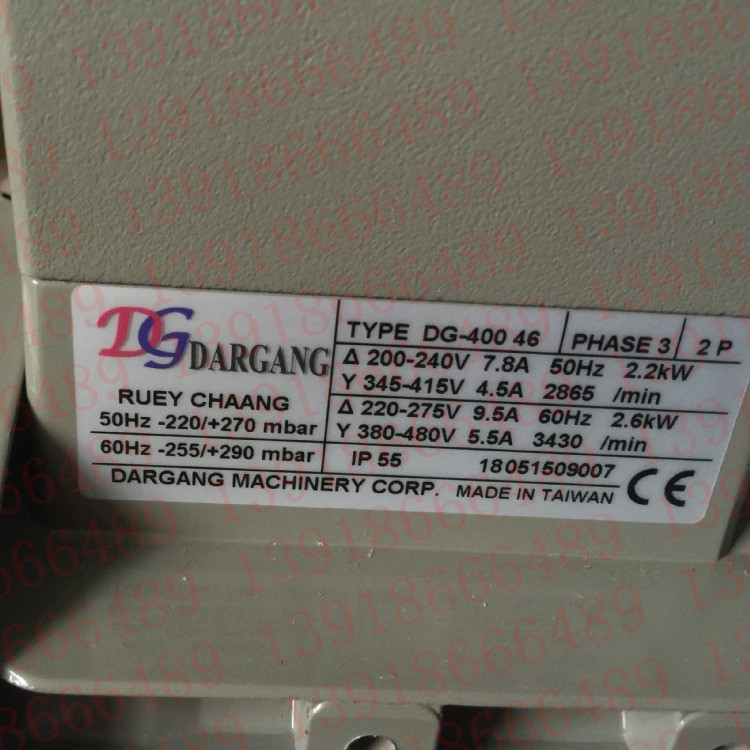 DG DARGANG
RUEY CHAANG
50Hz -220/+270 mbar
60Hz -255/+290 mbar
TYPE DG-400 46 PHASE 3 2 P
Δ 200-240V 7.8A 50Hz 2.2kW
Y 345-415V 4.5A 2865 /min
Δ 220-275V 9.5A 60Hz 2.6kW
Y 380-480V 5.5A 3430 /min
IP 55 18051509007
DARGANG MACHINERY CORP. MADE IN TAIWAN CE
13918666489